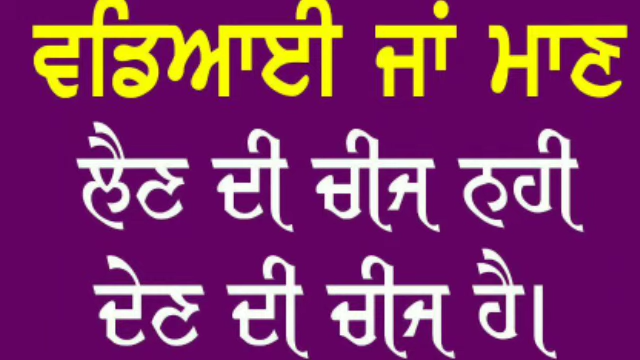 ਵਡਿਆਈ ਜਾਂ ਮਾਣ
ਲੈਣ ਦੀ ਚੀਜ ਨਹੀ
ਦੇਣ ਦੀ ਚੀਜ ਹੈ।